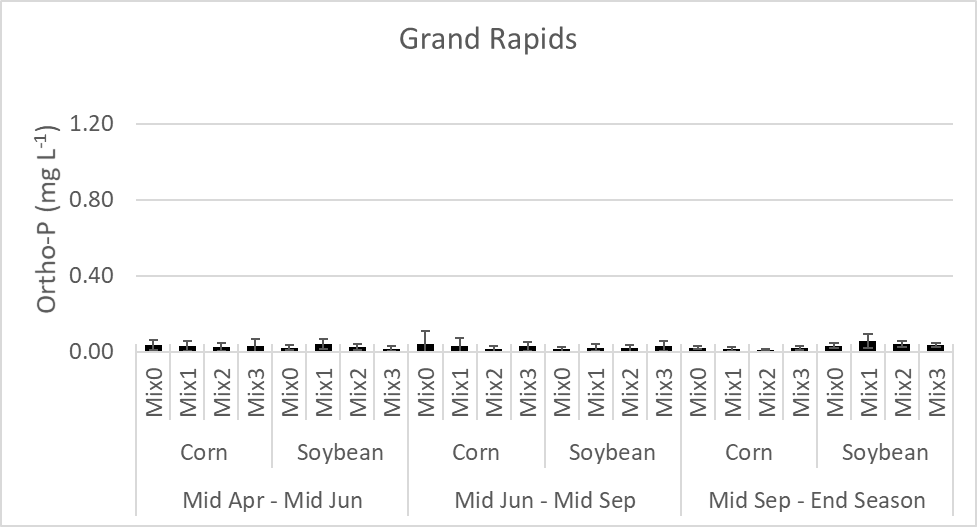 Grand Rapids
Ortho-P (mg L-1)
1.20
0.80
0.40
0.00
Mix0 Mix1 Mix2 Mix3 Mix0 Mix1 Mix2 Mix3 Mix0 Mix1 Mix2 Mix3 Mix0 Mix1 Mix2 Mix3 Mix0 Mix1 Mix2 Mix3 Mix0 Mix1 Mix2 Mix3
Corn Soybean Corn Soybean Corn Soybean
Mid Apr - Mid Jun Mid Jun - Mid Sep Mid Sep - End Season